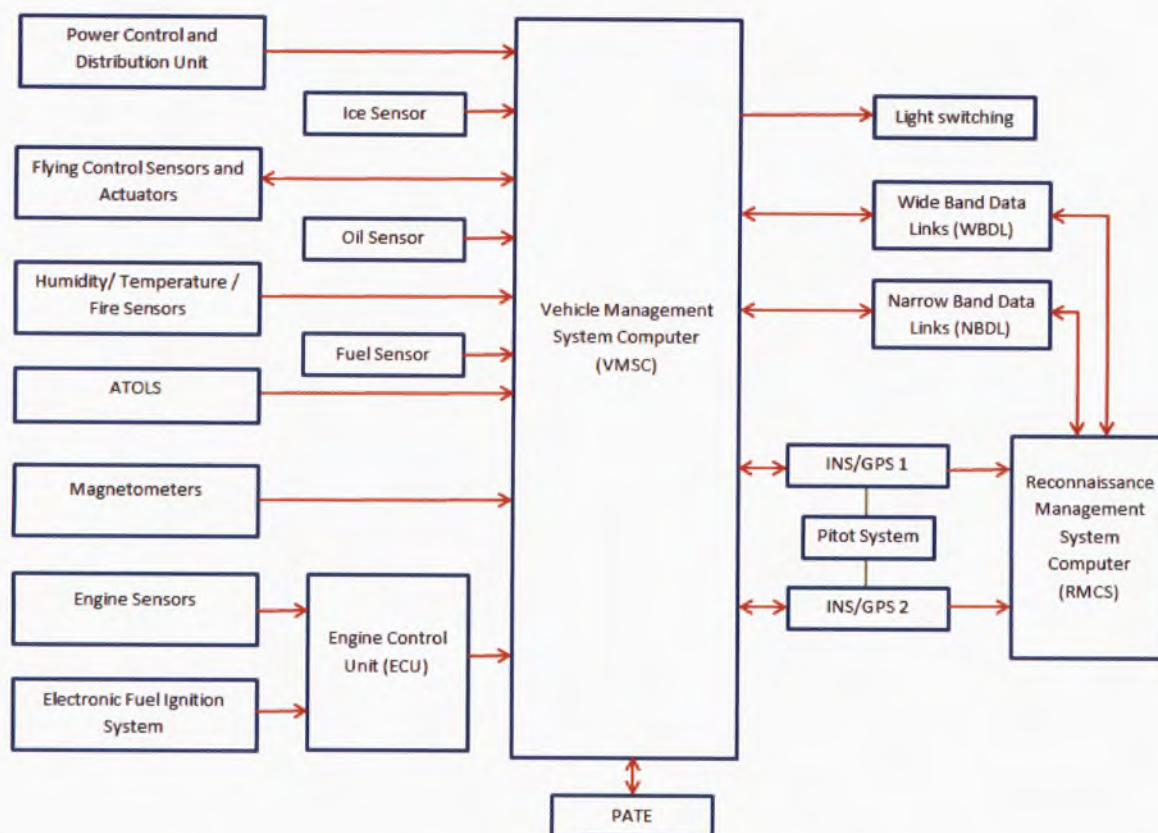 Power Control and
Distribution Unit
Ice Sensor
Flying Control Sensors and
Actuators
Oil Sensor
Humidity/ Temperature /
Fire Sensors
Fuel Sensor
ATOLS
Magnetometers
Engine Sensors
Electronic Fuel Ignition
System
Engine Control
Unit (ECU)
Vehicle Management
System Computer
(VMSC)
PATE
Light switching
Wide Band Data
Links (WBDL)
Narrow Band Data
Links (NBDL)
INS/GPS 1
Pitot System
INS/GPS 2
Reconnaissance
Management
System
Computer
(RMCS)